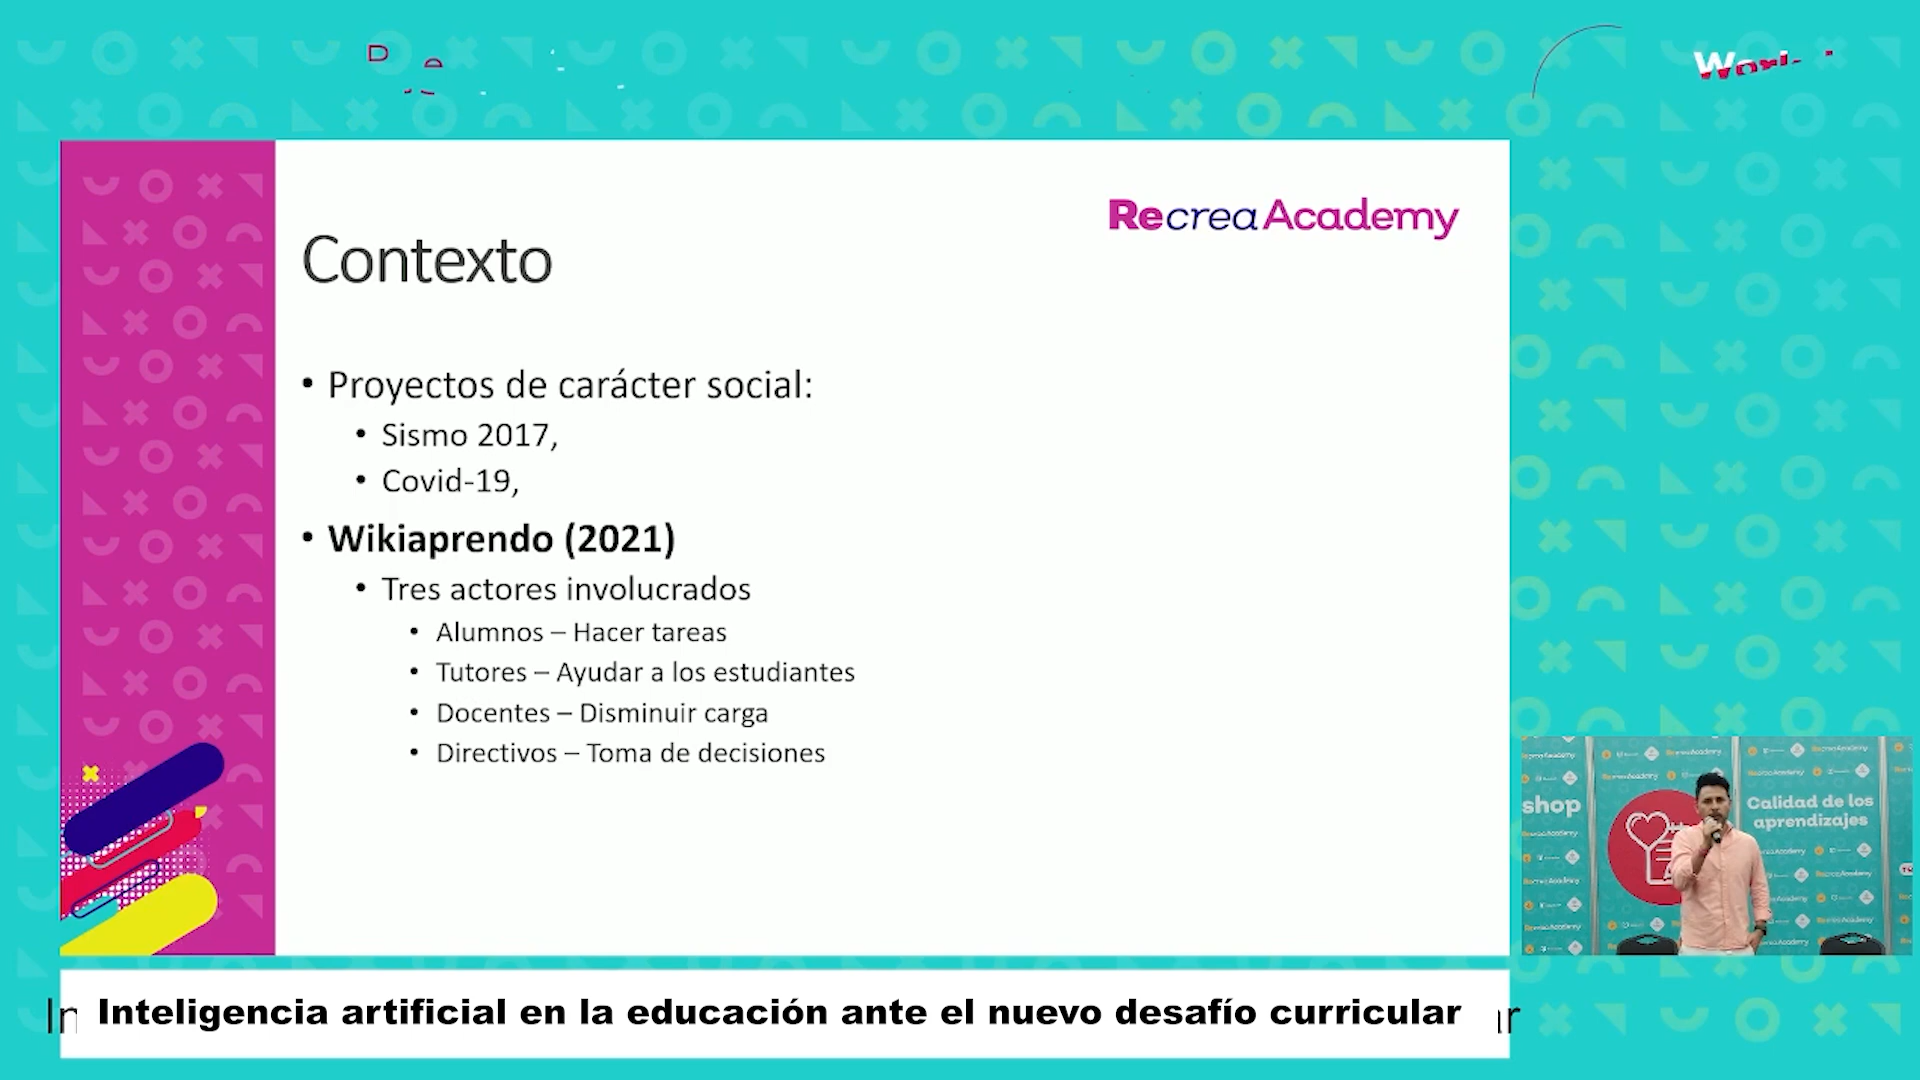 RecreaAcademy
Contexto
• Proyectos de carácter social:
• Sismo 2017,
• Covid-19,
• Wikiaprendo (2021)
• Tres actores involucrados
• Alumnos – Hacer tareas
• Tutores – Ayudar a los estudiantes
• Docentes – Disminuir carga
• Directivos – Toma de decisiones
shop
Calidad de los
aprendizajes
Inteligencia artificial en la educación ante el nuevo desafío curricular